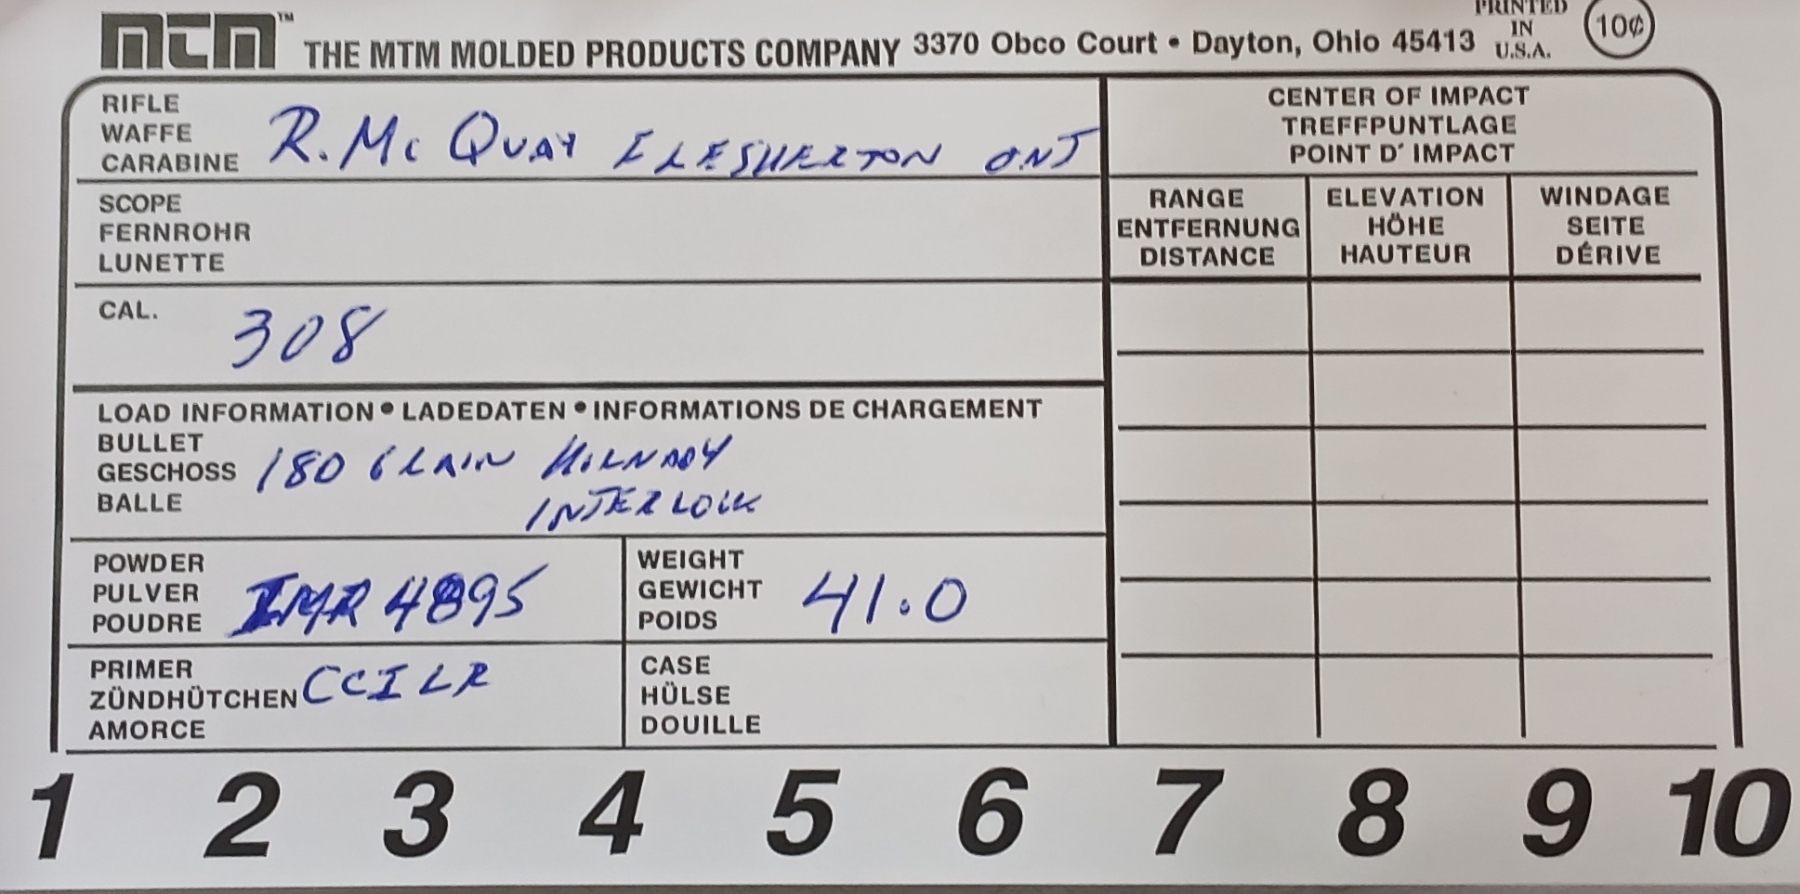 MTM™ THE MTM MOLDED PRODUCTS COMPANY 3370 Obco Court • Dayton, Ohio 45413
PRINTED
IN
U.S.A.
10¢
RIFLE
WAFFE
CARABINE
R. Mc QUAY FLESHERTON ONT
SCOPE
FERNROHR
LUNETTE
CAL.
308
LOAD INFORMATION • LADEDATEN • INFORMATIONS DE CHARGEMENT
BULLET
GESCHOSS
BALLE
180 GRAIN HORNADY
INTERLOCK
POWDER
PULVER
POUDRE
IMR 4895
WEIGHT
GEWICHT
POIDS
41.0
PRIMER
ZÜNDHÜTCHEN
AMORCE
CCI LR
CASE
HÜLSE
DOUILLE
CENTER OF IMPACT
TREFFPUNTLAGE
POINT D' IMPACT
RANGE
ENTFERNUNG
DISTANCE
ELEVATION
HÖHE
HAUTEUR
WINDAGE
SEITE
DÉRIVE
1 2 3 4 5 6 7 8 9 10